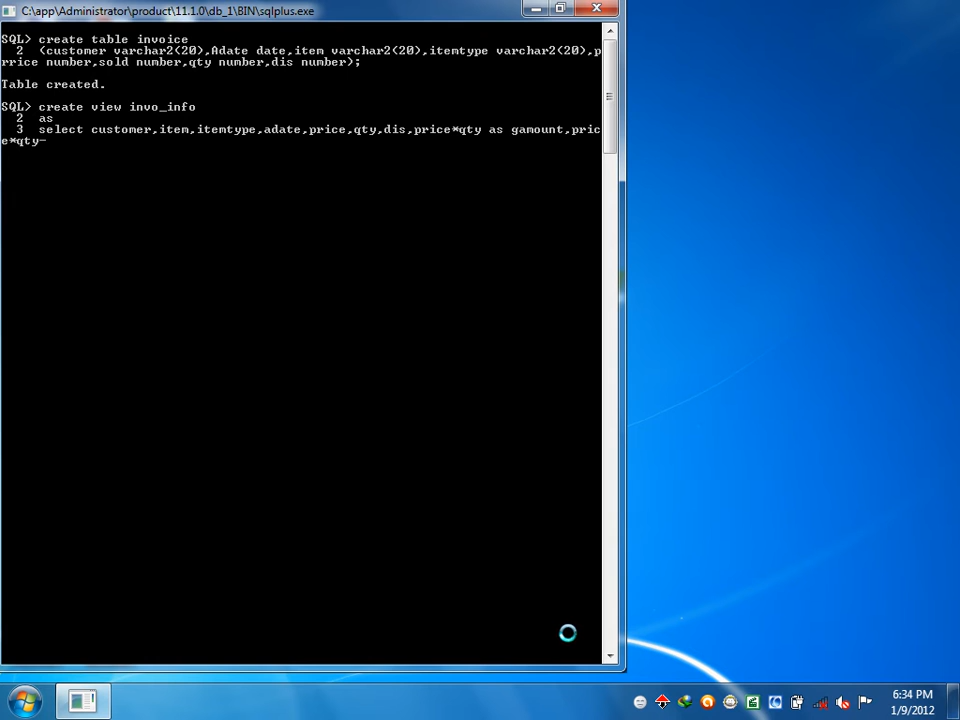 C:\app\Administrator\product\11.1.0\db_1\BIN\sqlplus.exe
SQL> create table invoice
2 (customer varchar2(20),Adate date,item varchar2(20),itemtype varchar2(20),p
rrice number,sold number,qty number,dis number);
Table created.
SQL> create view invo_info
2 as
3 select customer,item,itemtype,adate,price,qty,dis,price*qty as gamount,pric
e*qty-
6:34 PM
1/9/2012